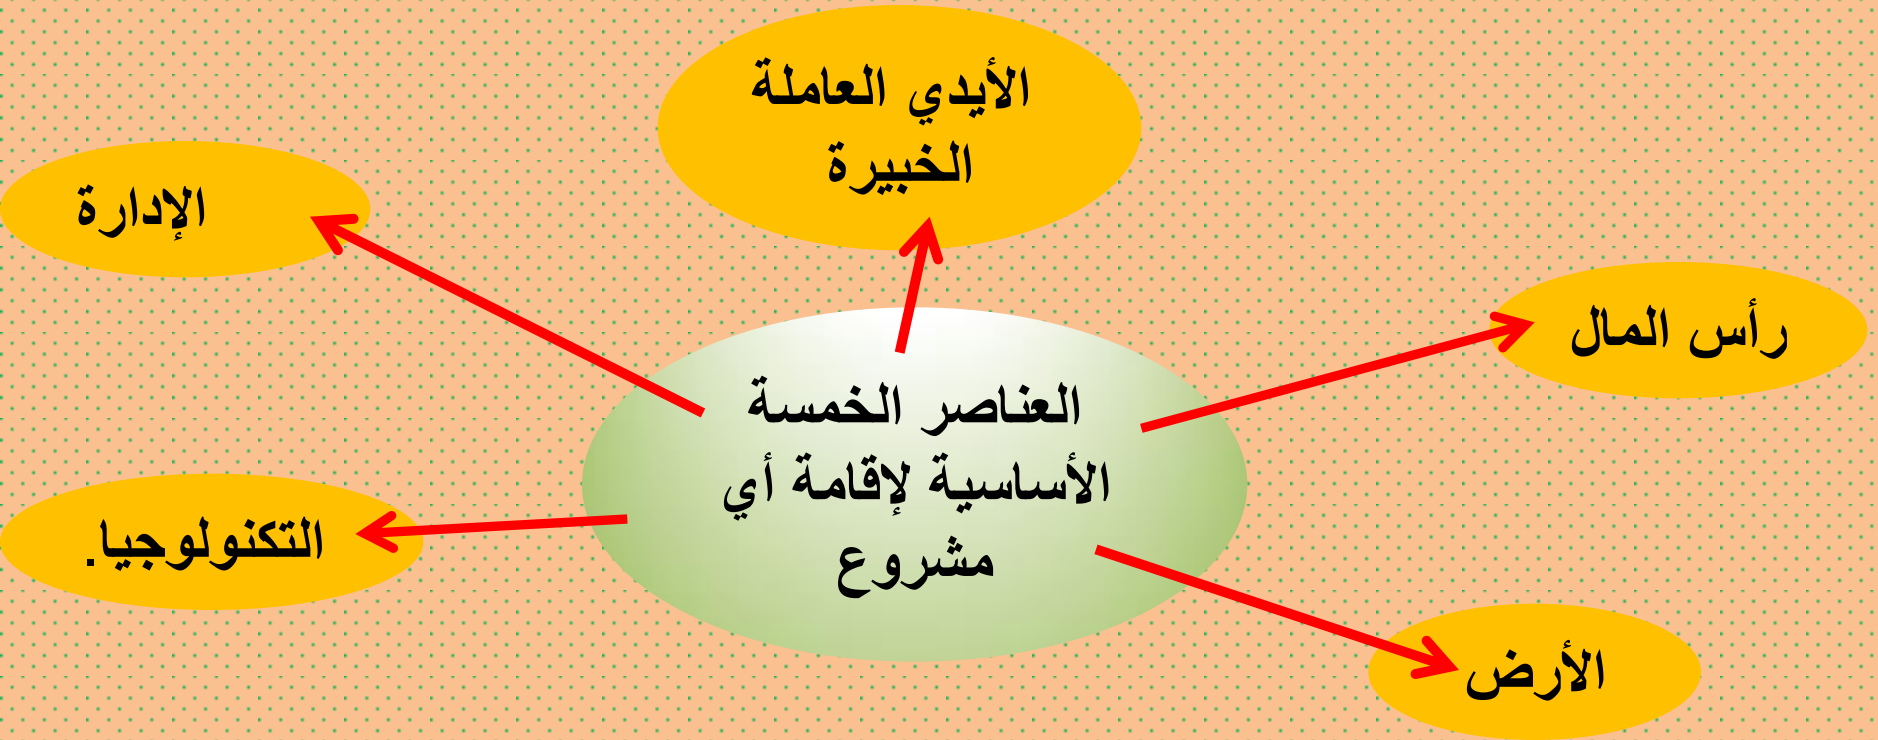 الأيدي العاملة
الخبيرة
الإدارة
رأس المال
العناصر الخمسة
الأساسية لإقامة أي
مشروع
التكنولوجيا.
الأرض